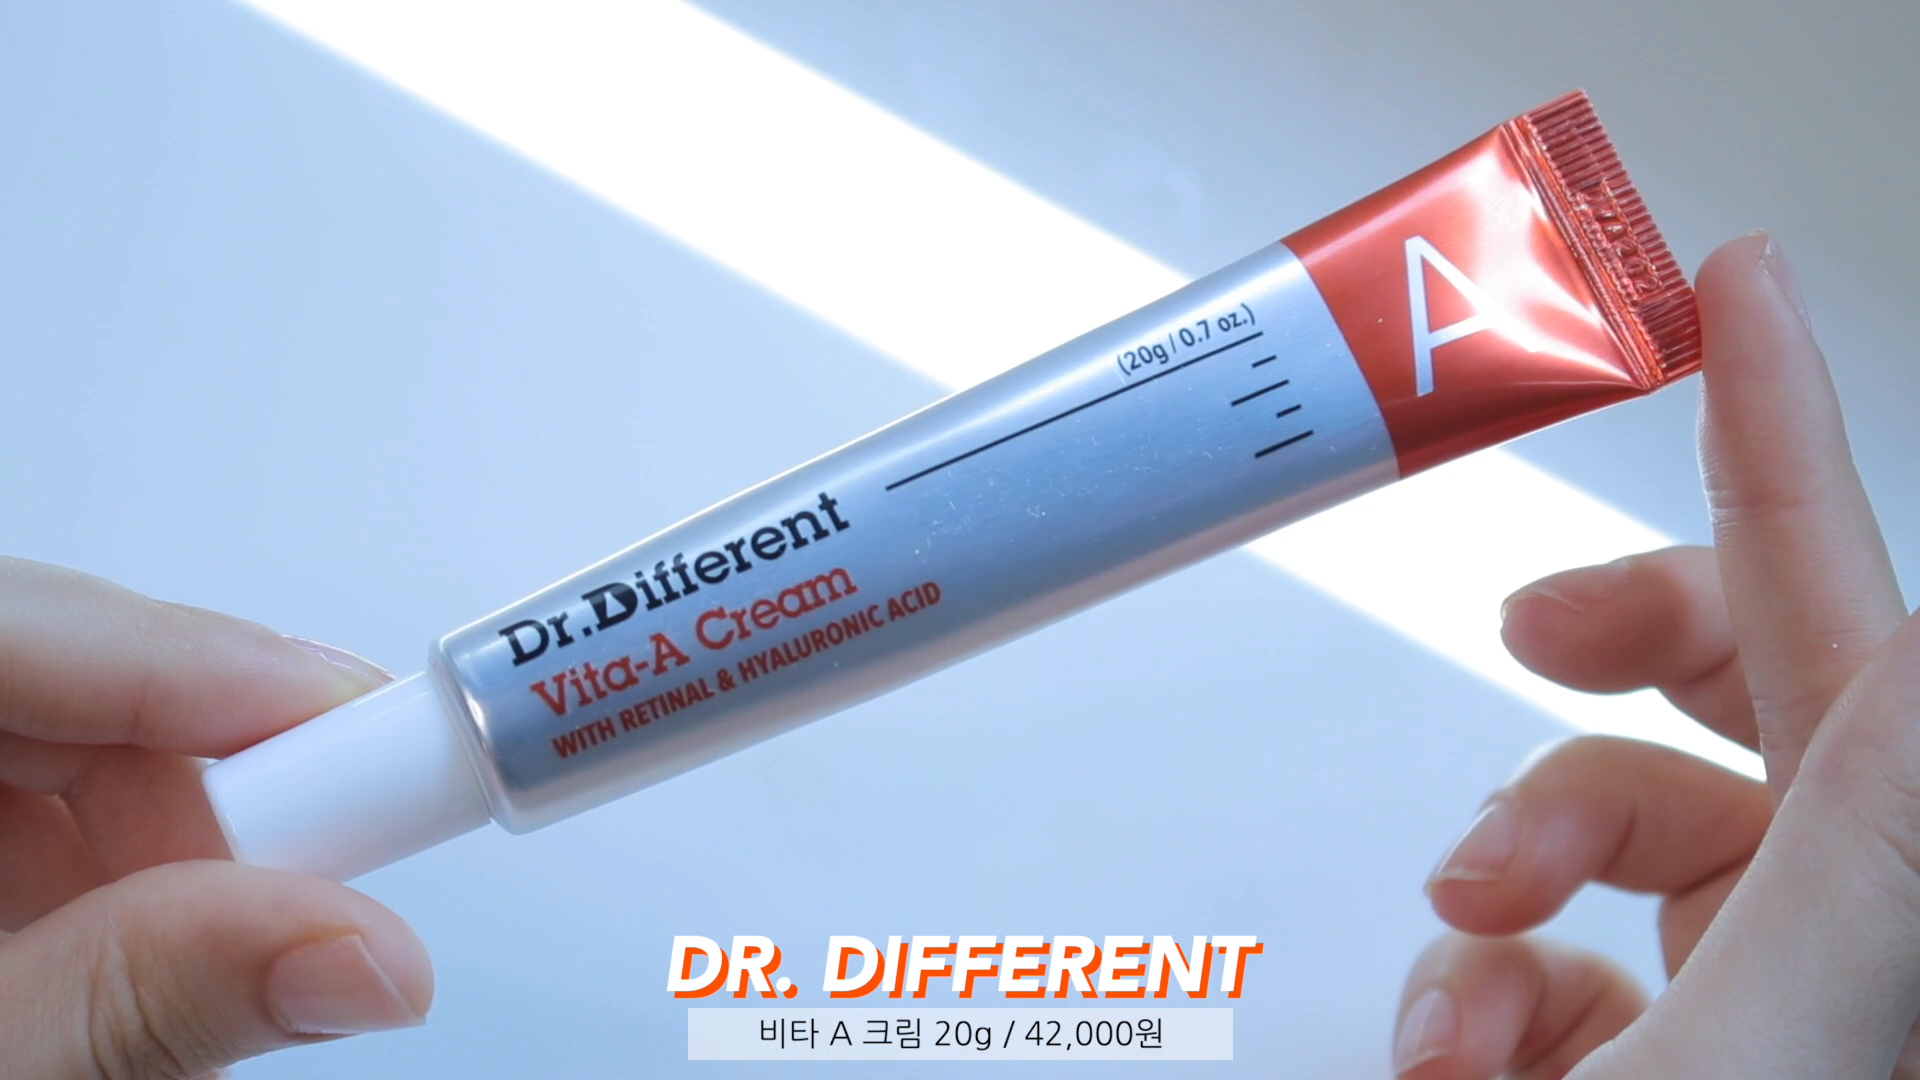 A
(20g / 0.7 oz.)
Dr.Different
Vita-A Cream
WITH RETINAL & HYALURONIC ACID
DR. DIFFERENT
비타 A 크림 20g / 42,000원